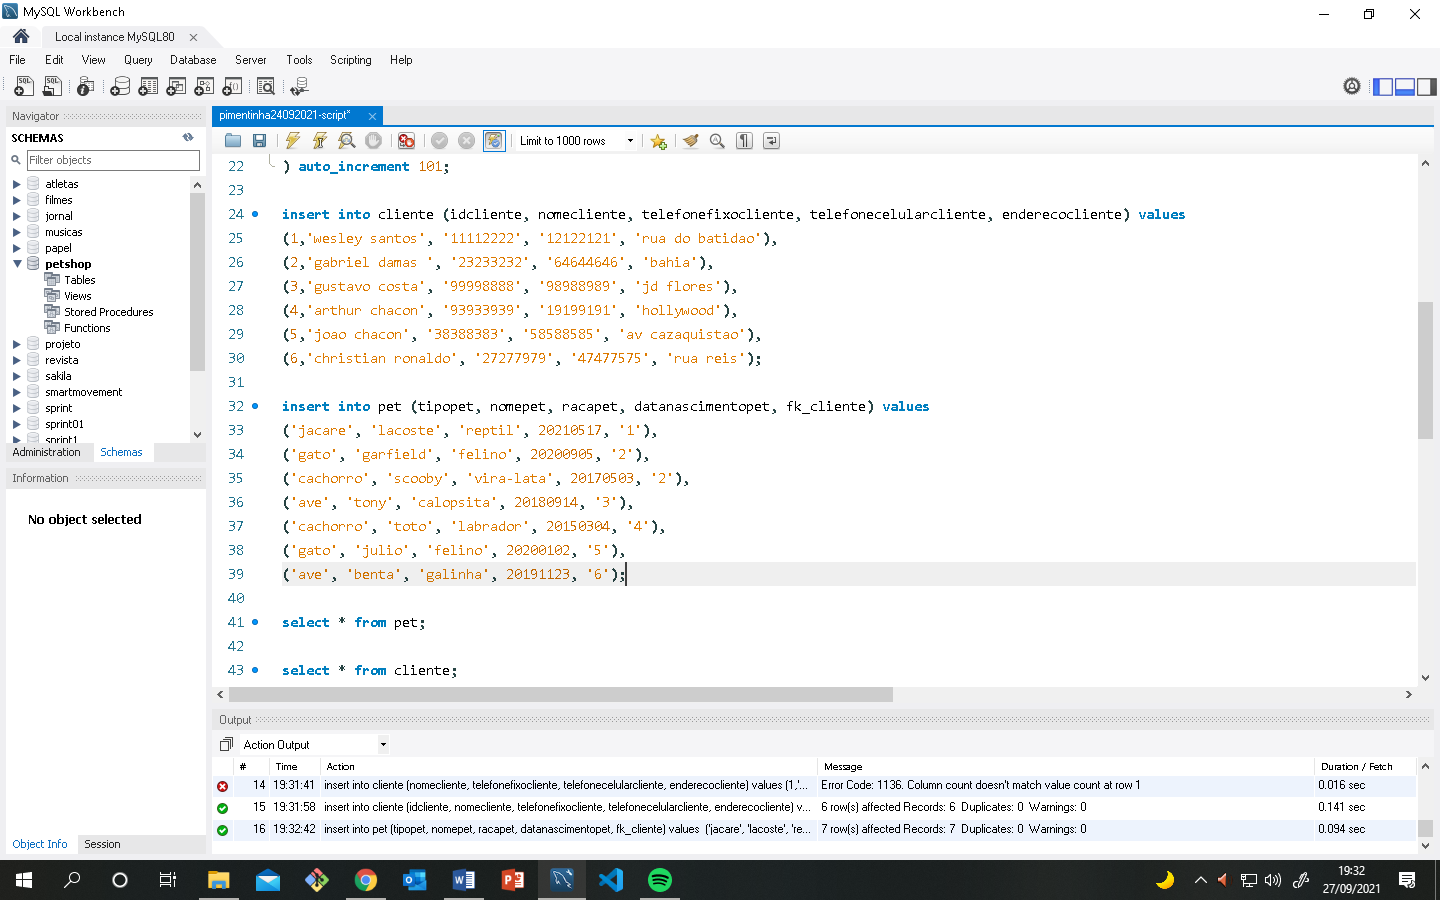 MySQL Workbench
Local instance MySQL80
File Edit View Query Database Server Tools Scripting Help
Navigator
SCHEMAS
Filter objects
atletas
filmes
jornal
musicas
papel
petshop
Tables
Views
Stored Procedures
Functions
projeto
revista
sakila
smartmovement
sprint
sprint01
sprint1
Administration Schemas
Information
No object selected
Object Info Session
pimentinha24092021-script*
Limit to 1000 rows
22 ) auto_increment 101;
23
24 insert into cliente (idcliente, nomecliente, telefonefixocliente, telefonecelularcliente, enderecocliente) values
25 (1,'wesley santos', '11112222', '12122121', 'rua do batidao'),
26 (2,'gabriel damas ', '23233232', '64644646', 'bahia'),
27 (3,'gustavo costa', '99998888', '98988989', 'jd flores'),
28 (4,'arthur chacon', '93933939', '19199191', 'hollywood'),
29 (5,'joao chacon', '38388383', '58588585', 'av cazaquistao'),
30 (6,'christian ronaldo', '27277979', '47477575', 'rua reis');
31
32 insert into pet (tipopet, nomepet, racapet, datanascimentopet, fk_cliente) values
33 ('jacare', 'lacoste', 'reptil', 20210517, '1'),
34 ('gato', 'garfield', 'felino', 20200905, '2'),
35 ('cachorro', 'scooby', 'vira-lata', 20170503, '2'),
36 ('ave', 'tony', 'calopsita', 20180914, '3'),
37 ('cachorro', 'toto', 'labrador', 20150304, '4'),
38 ('gato', 'julio', 'felino', 20200102, '5'),
39 ('ave', 'benta', 'galinha', 20191123, '6');
40
41 select * from pet;
42
43 select * from cliente;
Output
Action Output
# Time Action Message Duration / Fetch
14 19:31:41 insert into cliente (nomecliente, telefonefixocliente, telefonecelularcliente, enderecocliente) values (1,'... Error Code: 1136. Column count doesn't match value count at row 1 0.016 sec
15 19:31:58 insert into cliente (idcliente, nomecliente, telefonefixocliente, telefonecelularcliente, enderecocliente) v... 6 row(s) affected Records: 6 Duplicates: 0 Warnings: 0 0.141 sec
16 19:32:42 insert into pet (tipopet, nomepet, racapet, datanascimentopet, fk_cliente) values ('jacare', 'lacoste', 're... 7 row(s) affected Records: 7 Duplicates: 0 Warnings: 0 0.094 sec
19:32
27/09/2021